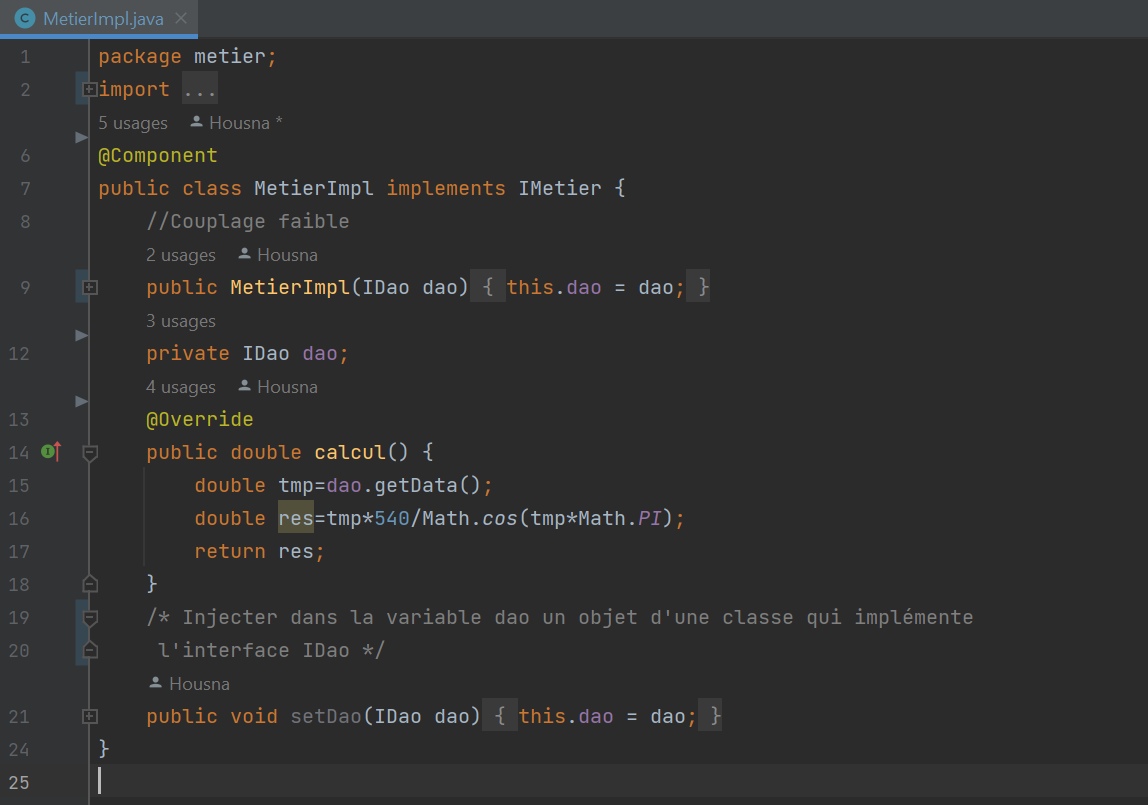 MetierImpl.java
1 package metier;
2 import ...
5 usages Housna *
6 @Component
7 public class MetierImpl implements IMetier {
8 //Couplage faible
2 usages Housna
9 public MetierImpl(IDao dao) { this.dao = dao; }
3 usages
12 private IDao dao;
4 usages Housna
13 @Override
14 public double calcul() {
15 double tmp=dao.getData();
16 double res=tmp*540/Math.cos(tmp*Math.PI);
17 return res;
18 }
19 /* Injecter dans la variable dao un objet d'une classe qui implémente
20 l'interface IDao */
Housna
21 public void setDao(IDao dao) { this.dao = dao; }
24 }
25